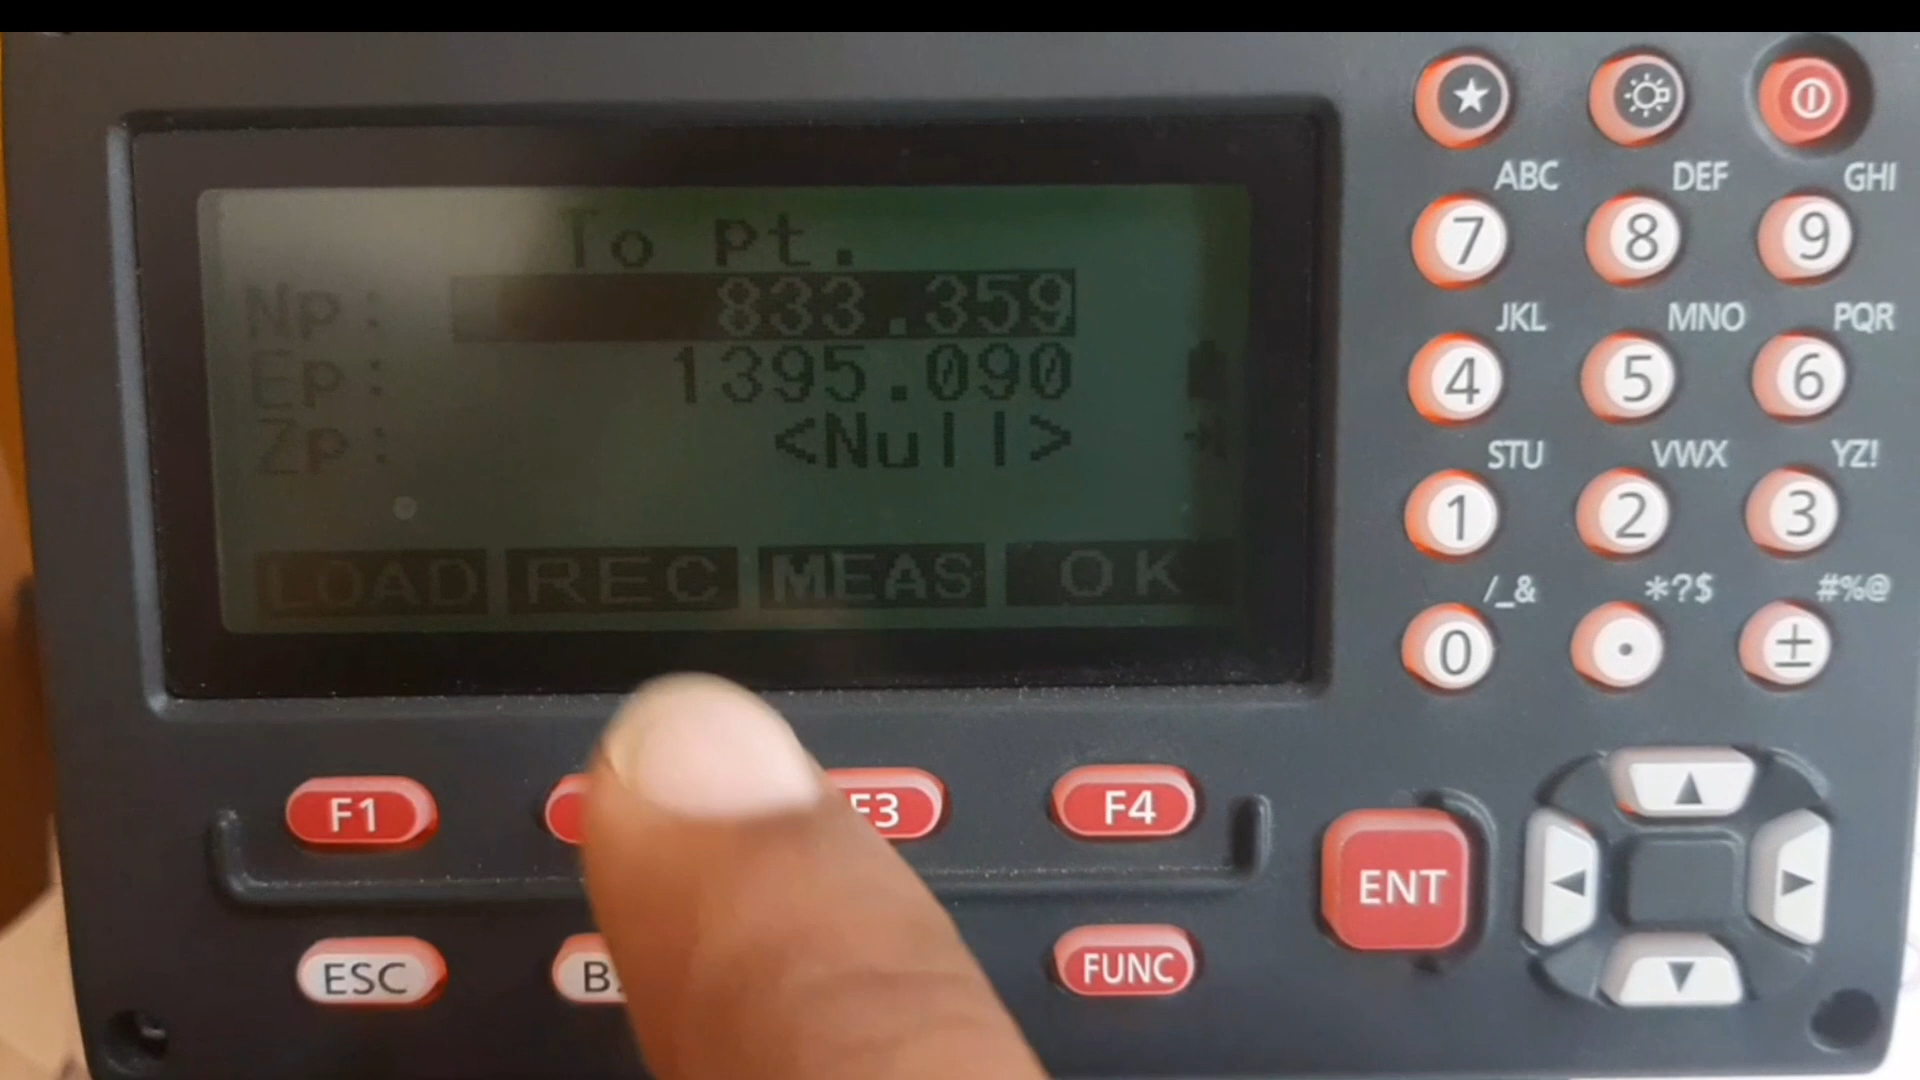 To pt.
Np: 833.359
Ep: 1395.090
Zp: <Null>
LOAD REC MEAS OK
F1 F3 F4
ESC FUNC
ENT
ABC DEF GHI
7 8 9
JKL MNO PQR
4 5 6
STU VWX YZ!
1 2 3
/_& *?$ #%@
0 . ±